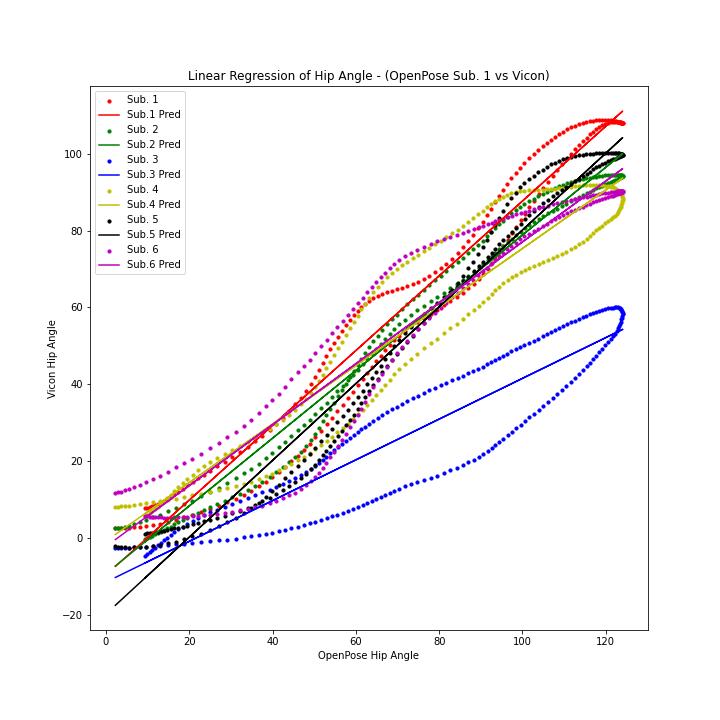 Linear Regression of Hip Angle - (OpenPose Sub. 1 vs Vicon)
Sub. 1
Sub.1 Pred
Sub. 2
Sub.2 Pred
Sub. 3
Sub.3 Pred
Sub. 4
Sub.4 Pred
Sub. 5
Sub.5 Pred
Sub. 6
Sub.6 Pred
Vicon Hip Angle
100
80
60
40
20
0
−20
0 20 40 60 80 100 120
OpenPose Hip Angle